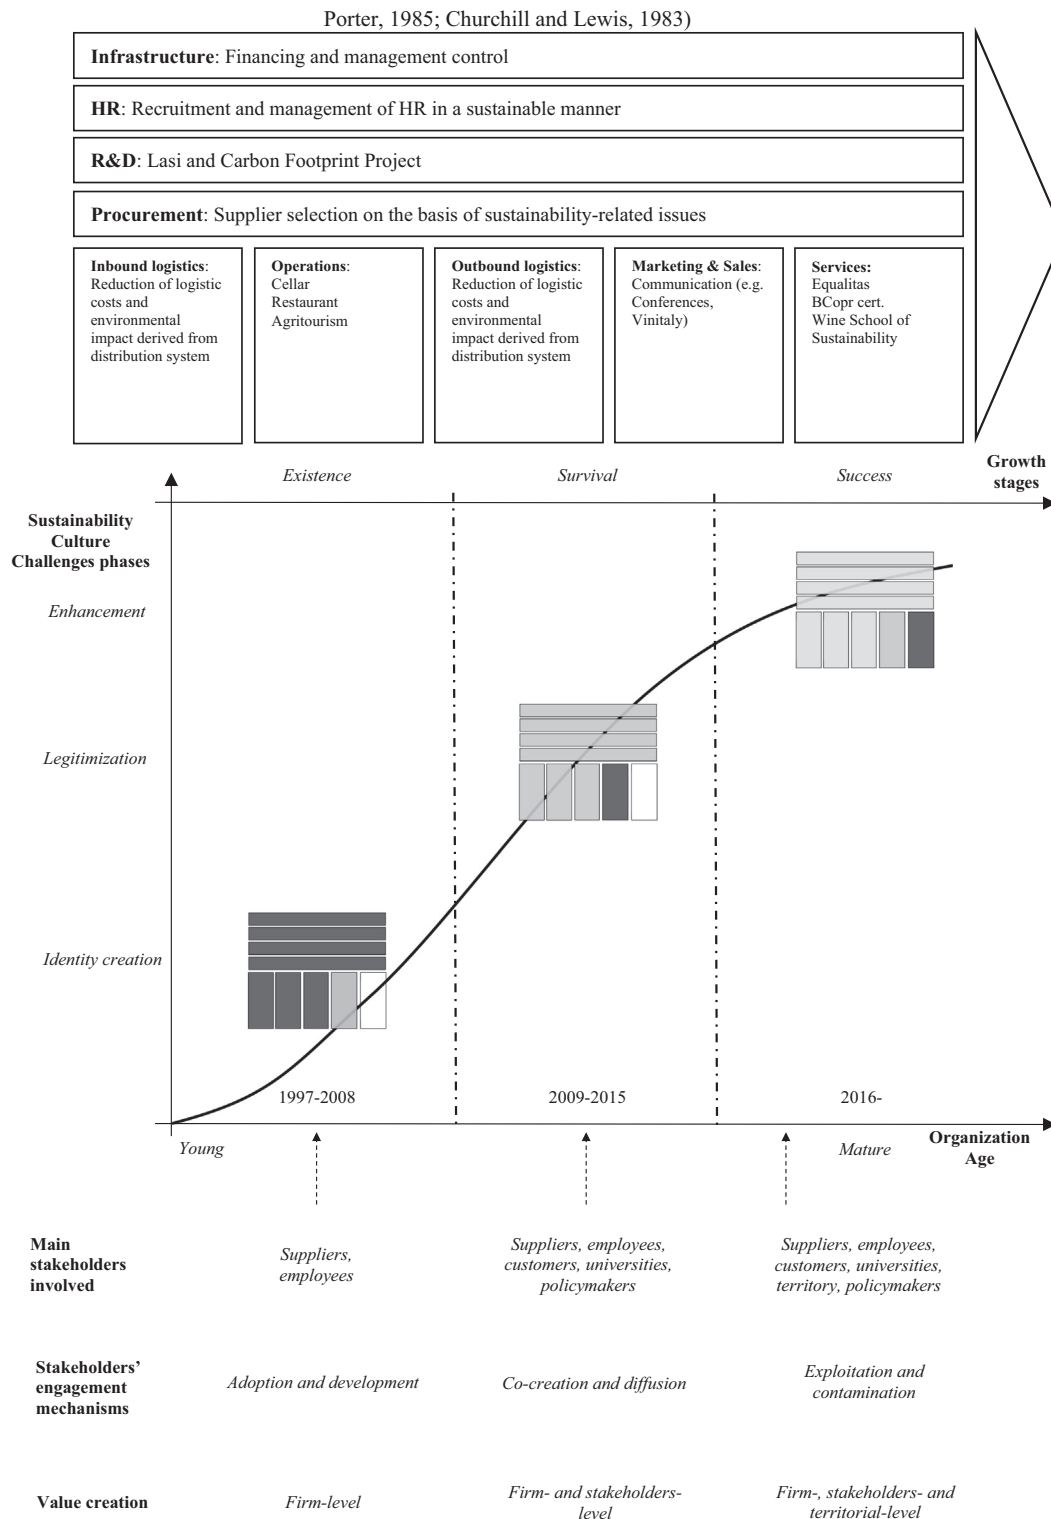 Porter, 1985; Churchill and Lewis, 1983)
Infrastructure: Financing and management control
HR: Recruitment and management of HR in a sustainable manner
R&D: Lasi and Carbon Footprint Project
Procurement: Supplier selection on the basis of sustainability-related issues
Inbound logistics:
Reduction of logistic
costs and
environmental
impact derived from
distribution system
Operations:
Cellar
Restaurant
Agritourism
Outbound logistics:
Reduction of logistic
costs and
environmental
impact derived from
distribution system
Marketing & Sales:
Communication (e.g.
Conferences,
Vinitaly)
Services:
Equalitas
BCopr cert.
Wine School of
Sustainability
Existence
Survival
Success
Growth
stages
Sustainability
Culture
Challenges phases
Enhancement
Legitimization
Identity creation
1997-2008
2009-2015
2016-
Young
Mature
Organization
Age
Main
stakeholders
involved
Suppliers,
employees
Suppliers, employees,
customers, universities,
policymakers
Suppliers, employees,
customers, universities,
territory, policymakers
Stakeholders'
engagement
mechanisms
Adoption and development
Co-creation and diffusion
Exploitation and
contamination
Value creation
Firm-level
Firm- and stakeholders-
level
Firm-, stakeholders- and
territorial-level